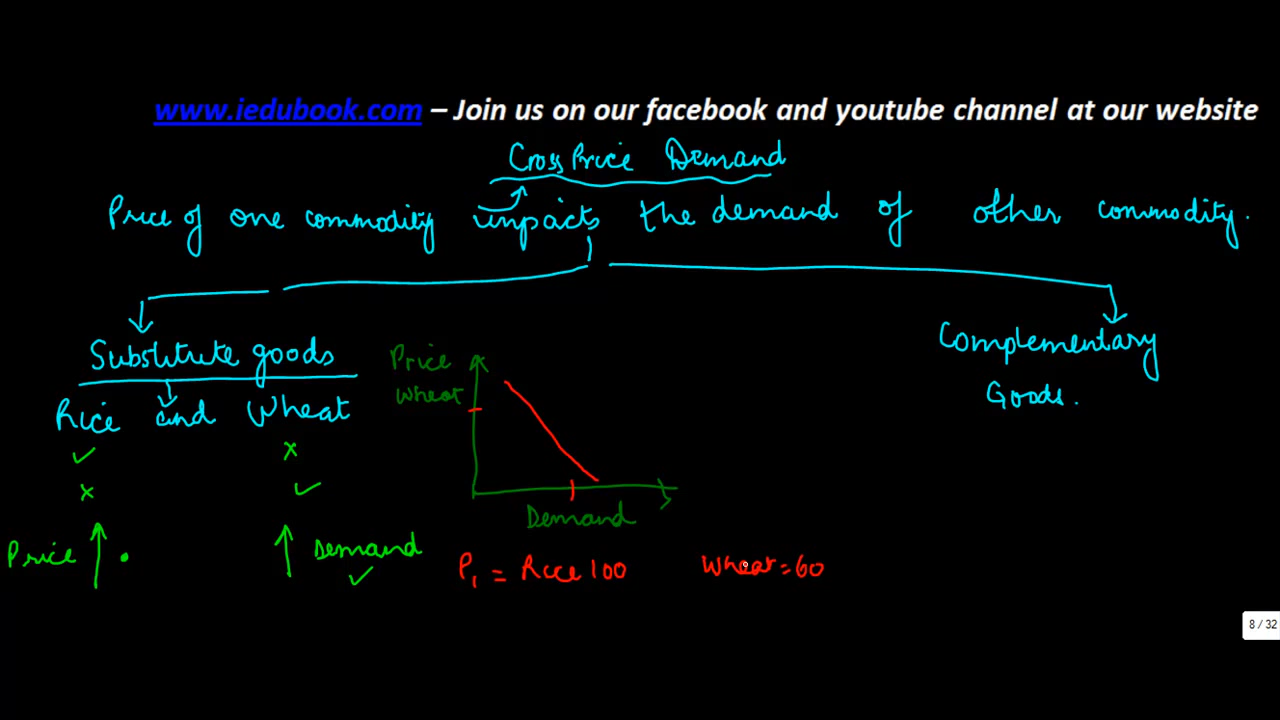 www.iedubook.com – Join us on our facebook and youtube channel at our website
Cross Price Demand
Price of one commodity impacts the demand of other commodity.
Substitute goods
Rice and Wheat
Price
Demand
Price
Wheat
Demand
P1 = Rice 100 Wheat = 60
Complementary
Goods.
8 / 32